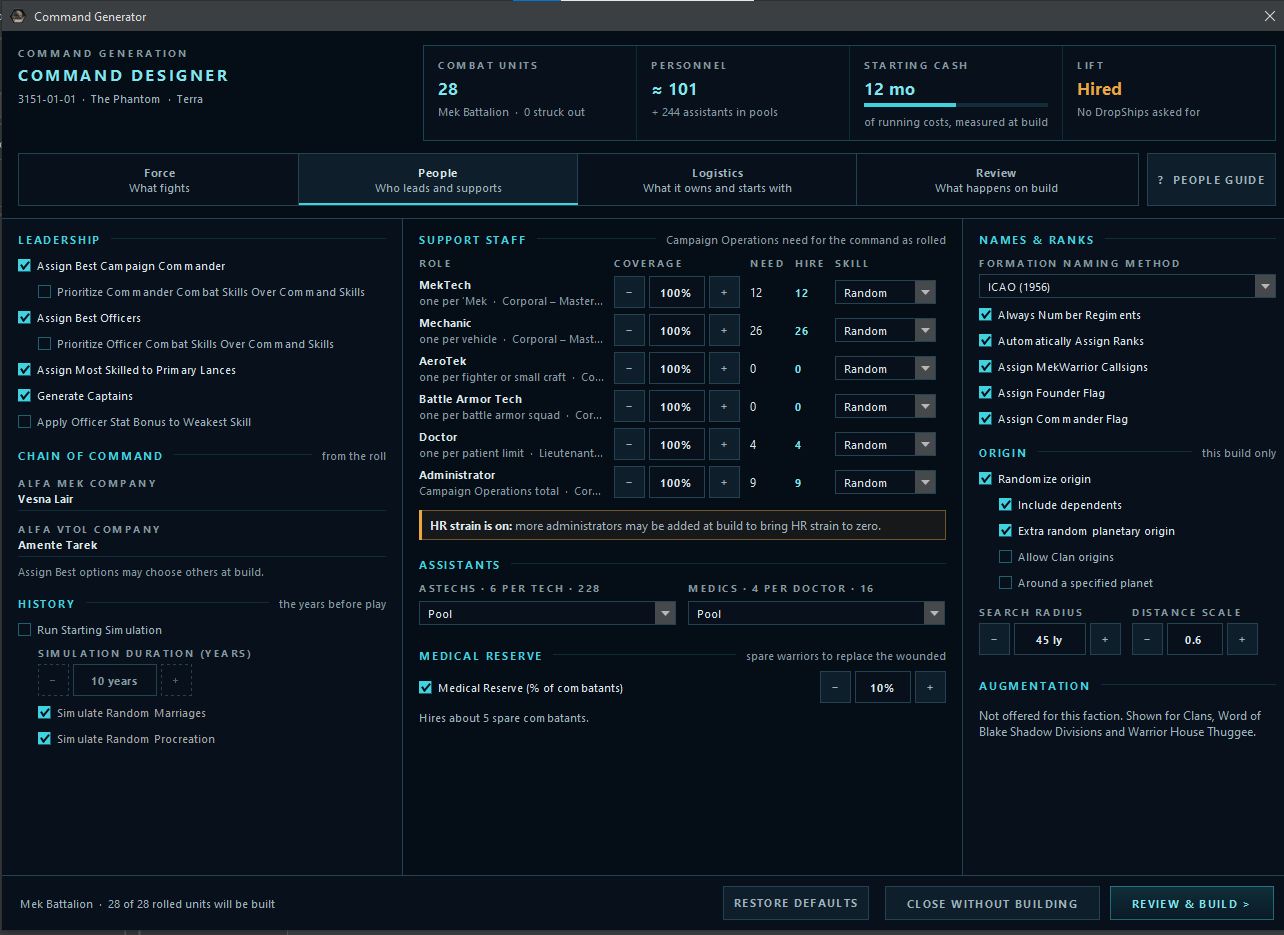 Command Generator
COMMAND GENERATION
COMMAND DESIGNER
3151-01-01 · The Phantom · Terra
COMBAT UNITS
28
Mek Battalion · 0 struck out
PERSONNEL
≈ 101
+ 244 assistants in pools
STARTING CASH
12 mo
of running costs, measured at build
LIFT
Hired
No DropShips asked for
Force
What fights
People
Who leads and supports
Logistics
What it owns and starts with
Review
What happens on build
? PEOPLE GUIDE
LEADERSHIP
Assign Best Campaign Commander
Prioritize Commander Combat Skills Over Command Skills
Assign Best Officers
Prioritize Officer Combat Skills Over Command Skills
Assign Most Skilled to Primary Lances
Generate Captains
Apply Officer Stat Bonus to Weakest Skill
CHAIN OF COMMAND from the roll
ALFA MEK COMPANY
Vesna Lair
ALFA VTOL COMPANY
Amente Tarek
Assign Best options may choose others at build.
HISTORY the years before play
Run Starting Simulation
SIMULATION DURATION (YEARS)
− 10 years +
Simulate Random Marriages
Simulate Random Procreation
SUPPORT STAFF Campaign Operations need for the command as rolled
ROLE COVERAGE NEED HIRE SKILL
MekTech
one per 'Mek · Corporal – Master...
− 100% + 12 12 Random
Mechanic
one per vehicle · Corporal – Mast...
− 100% + 26 26 Random
AeroTek
one per fighter or small craft · Co...
− 100% + 0 0 Random
Battle Armor Tech
one per battle armor squad · Cor...
− 100% + 0 0 Random
Doctor
one per patient limit · Lieutenant...
− 100% + 4 4 Random
Administrator
Campaign Operations total · Cor...
− 100% + 9 9 Random
HR strain is on: more administrators may be added at build to bring HR strain to zero.
ASSISTANTS
ASTECHS · 6 PER TECH · 228
Pool
MEDICS · 4 PER DOCTOR · 16
Pool
MEDICAL RESERVE spare warriors to replace the wounded
Medical Reserve (% of combatants) − 10% +
Hires about 5 spare combatants.
NAMES & RANKS
FORMATION NAMING METHOD
ICAO (1956)
Always Number Regiments
Automatically Assign Ranks
Assign MekWarrior Callsigns
Assign Founder Flag
Assign Commander Flag
ORIGIN this build only
Randomize origin
Include dependents
Extra random planetary origin
Allow Clan origins
Around a specified planet
SEARCH RADIUS DISTANCE SCALE
− 45 ly + − 0.6 +
AUGMENTATION
Not offered for this faction. Shown for Clans, Word of
Blake Shadow Divisions and Warrior House Thuggee.
Mek Battalion · 28 of 28 rolled units will be built
RESTORE DEFAULTS
CLOSE WITHOUT BUILDING
REVIEW & BUILD >